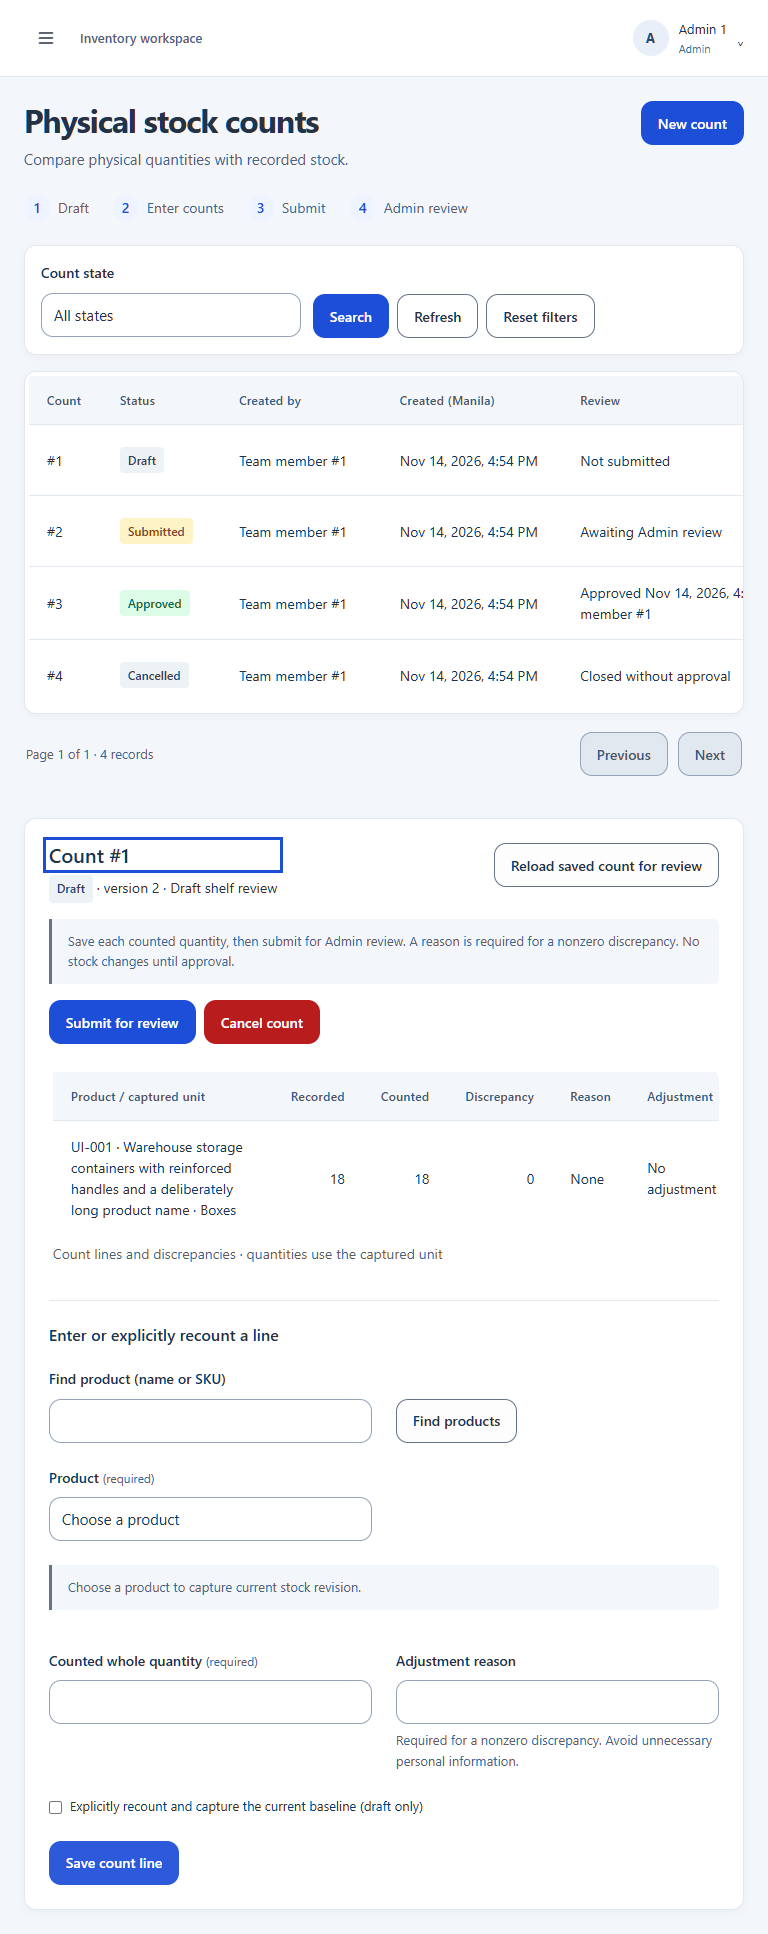 Inventory workspace
A
Admin 1
Admin
Physical stock counts
New count
Compare physical quantities with recorded stock.
1 Draft 2 Enter counts 3 Submit 4 Admin review
Count state
All states
Search
Refresh
Reset filters
Count Status Created by Created (Manila) Review
#1 Draft Team member #1 Nov 14, 2026, 4:54 PM Not submitted
#2 Submitted Team member #1 Nov 14, 2026, 4:54 PM Awaiting Admin review
#3 Approved Team member #1 Nov 14, 2026, 4:54 PM Approved Nov 14, 2026, 4:
member #1
#4 Cancelled Team member #1 Nov 14, 2026, 4:54 PM Closed without approval
Page 1 of 1 · 4 records
Previous
Next
Count #1
Reload saved count for review
Draft · version 2 · Draft shelf review
Save each counted quantity, then submit for Admin review. A reason is required for a nonzero discrepancy. No
stock changes until approval.
Submit for review
Cancel count
Product / captured unit Recorded Counted Discrepancy Reason Adjustment
UI-001 · Warehouse storage
containers with reinforced
handles and a deliberately
long product name · Boxes
18 18 0 None
No
adjustment
Count lines and discrepancies · quantities use the captured unit
Enter or explicitly recount a line
Find product (name or SKU)
Find products
Product (required)
Choose a product
Choose a product to capture current stock revision.
Counted whole quantity (required)
Adjustment reason
Required for a nonzero discrepancy. Avoid unnecessary
personal information.
Explicitly recount and capture the current baseline (draft only)
Save count line